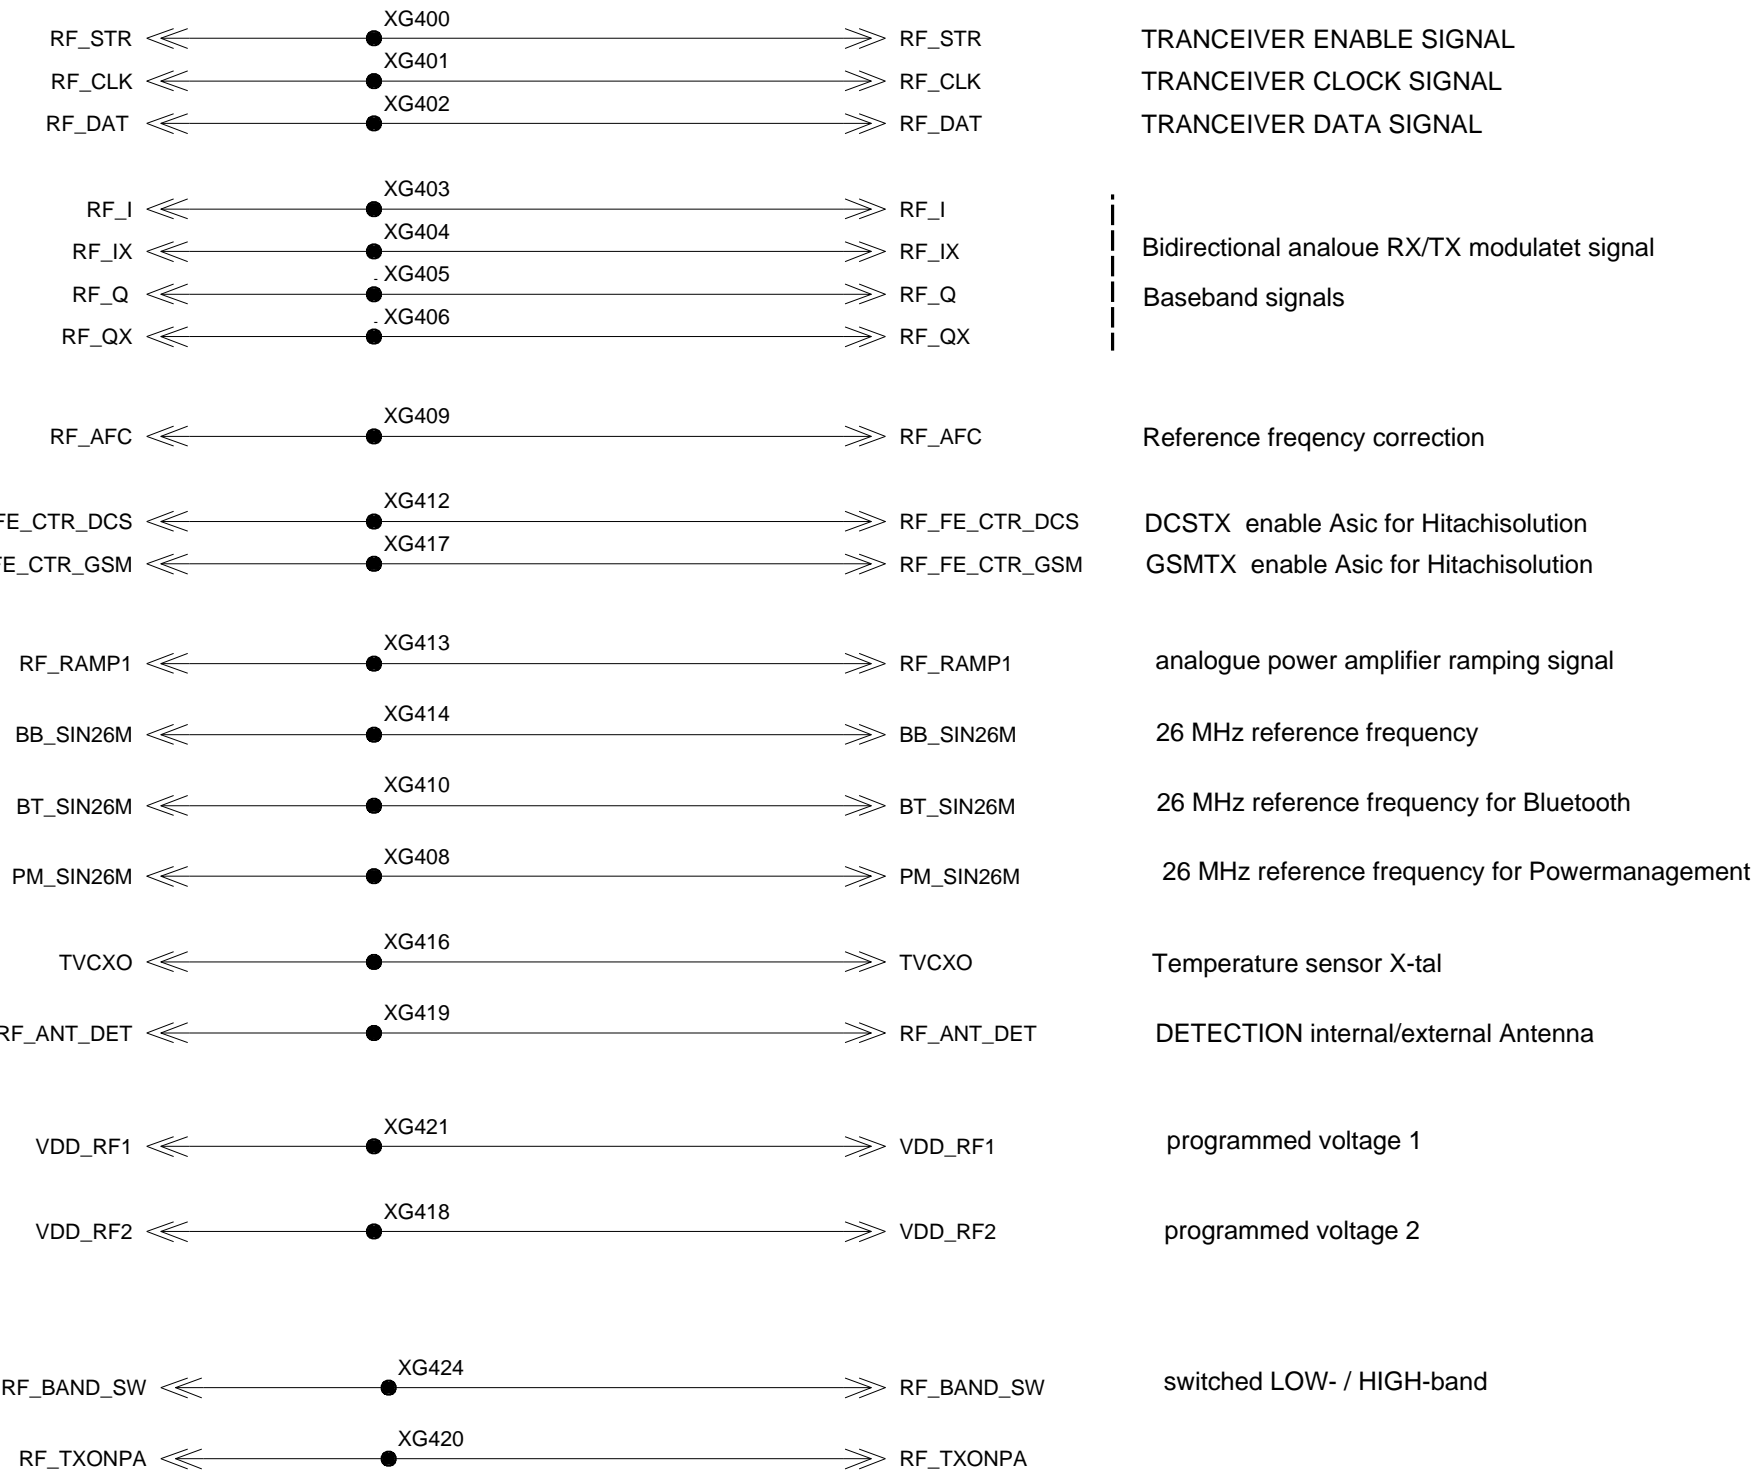 XG400
RF_STR RF_STR TRANCEIVER ENABLE SIGNAL
XG401
RF_CLK RF_CLK TRANCEIVER CLOCK SIGNAL
XG402
RF_DAT RF_DAT TRANCEIVER DATA SIGNAL
XG403
RF_I RF_I
XG404
RF_IX RF_IX Bidirectional analoue RX/TX modulatet signal
XG405
RF_Q RF_Q Baseband signals
XG406
RF_QX RF_QX
XG409
RF_AFC RF_AFC Reference freqency correction
XG412
FE_CTR_DCS RF_FE_CTR_DCS DCSTX enable Asic for Hitachisolution
XG417
FE_CTR_GSM RF_FE_CTR_GSM GSMTX enable Asic for Hitachisolution
XG413
RF_RAMP1 RF_RAMP1 analogue power amplifier ramping signal
XG414
BB_SIN26M BB_SIN26M 26 MHz reference frequency
XG410
BT_SIN26M BT_SIN26M 26 MHz reference frequency for Bluetooth
XG408
PM_SIN26M PM_SIN26M 26 MHz reference frequency for Powermanagement
XG416
TVCXO TVCXO Temperature sensor X-tal
XG419
RF_ANT_DET RF_ANT_DET DETECTION internal/external Antenna
XG421
VDD_RF1 VDD_RF1 programmed voltage 1
XG418
VDD_RF2 VDD_RF2 programmed voltage 2
XG424
RF_BAND_SW RF_BAND_SW switched LOW- / HIGH-band
XG420
RF_TXONPA RF_TXONPA